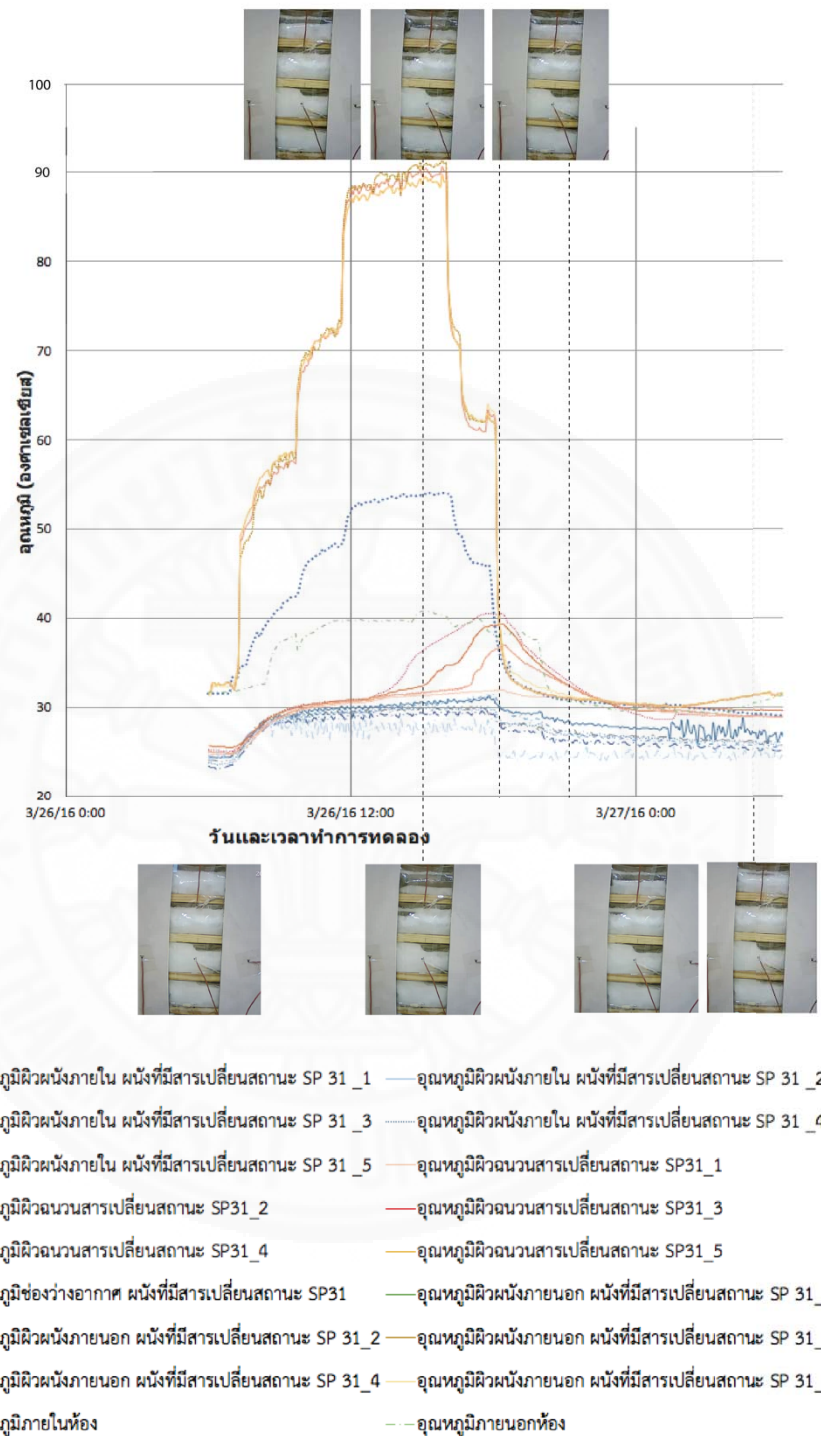 100
90
80
70
60
50
40
30
20
อุณหภูมิ (องศาเซลเซียส)
3/26/16 0:00 3/26/16 12:00 3/27/16 0:00
วันและเวลาทำการทดลอง
ภูมิผิวผนังภายใน ผนังที่มีสารเปลี่ยนสถานะ SP 31 _1 อุณหภูมิผิวผนังภายใน ผนังที่มีสารเปลี่ยนสถานะ SP 31 _2
ภูมิผิวผนังภายใน ผนังที่มีสารเปลี่ยนสถานะ SP 31 _3 อุณหภูมิผิวผนังภายใน ผนังที่มีสารเปลี่ยนสถานะ SP 31 _4
ภูมิผิวผนังภายใน ผนังที่มีสารเปลี่ยนสถานะ SP 31 _5 อุณหภูมิผิวฉนวนสารเปลี่ยนสถานะ SP31_1
ภูมิผิวฉนวนสารเปลี่ยนสถานะ SP31_2 อุณหภูมิผิวฉนวนสารเปลี่ยนสถานะ SP31_3
ภูมิผิวฉนวนสารเปลี่ยนสถานะ SP31_4 อุณหภูมิผิวฉนวนสารเปลี่ยนสถานะ SP31_5
ภูมิช่องว่างอากาศ ผนังที่มีสารเปลี่ยนสถานะ SP31 อุณหภูมิผิวผนังภายนอก ผนังที่มีสารเปลี่ยนสถานะ SP 31_
ภูมิผิวผนังภายนอก ผนังที่มีสารเปลี่ยนสถานะ SP 31_2 อุณหภูมิผิวผนังภายนอก ผนังที่มีสารเปลี่ยนสถานะ SP 31_
ภูมิผิวผนังภายนอก ผนังที่มีสารเปลี่ยนสถานะ SP 31_4 อุณหภูมิผิวผนังภายนอก ผนังที่มีสารเปลี่ยนสถานะ SP 31_
ภูมิภายในห้อง อุณหภูมิภายนอกห้อง